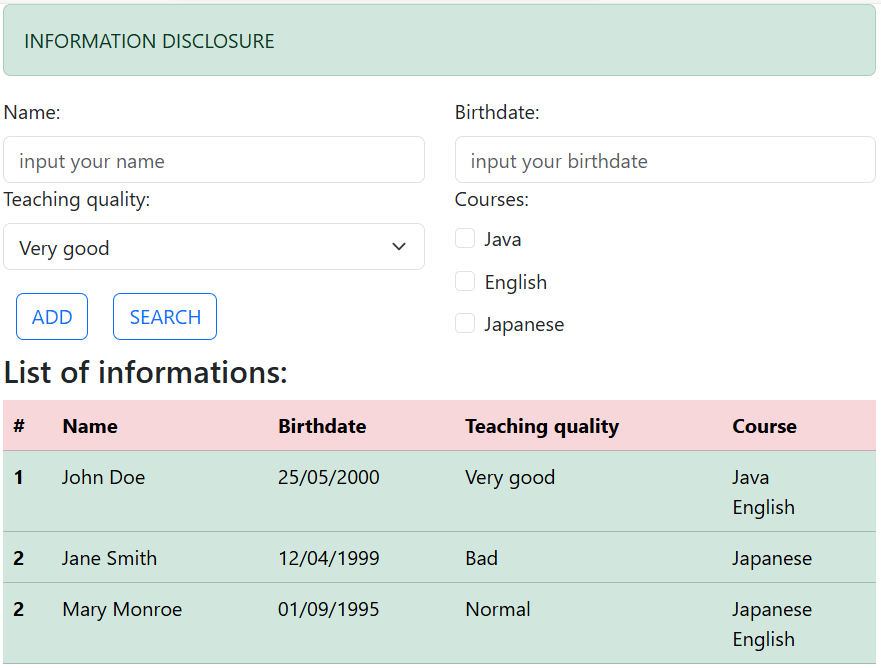 INFORMATION DISCLOSURE
Name:
Birthdate:
input your name
input your birthdate
Teaching quality:
Courses:
Very good
Java
English
ADD
SEARCH
Japanese
List of informations:
# Name Birthdate Teaching quality Course
1 John Doe 25/05/2000 Very good Java
English
2 Jane Smith 12/04/1999 Bad Japanese
2 Mary Monroe 01/09/1995 Normal Japanese
English